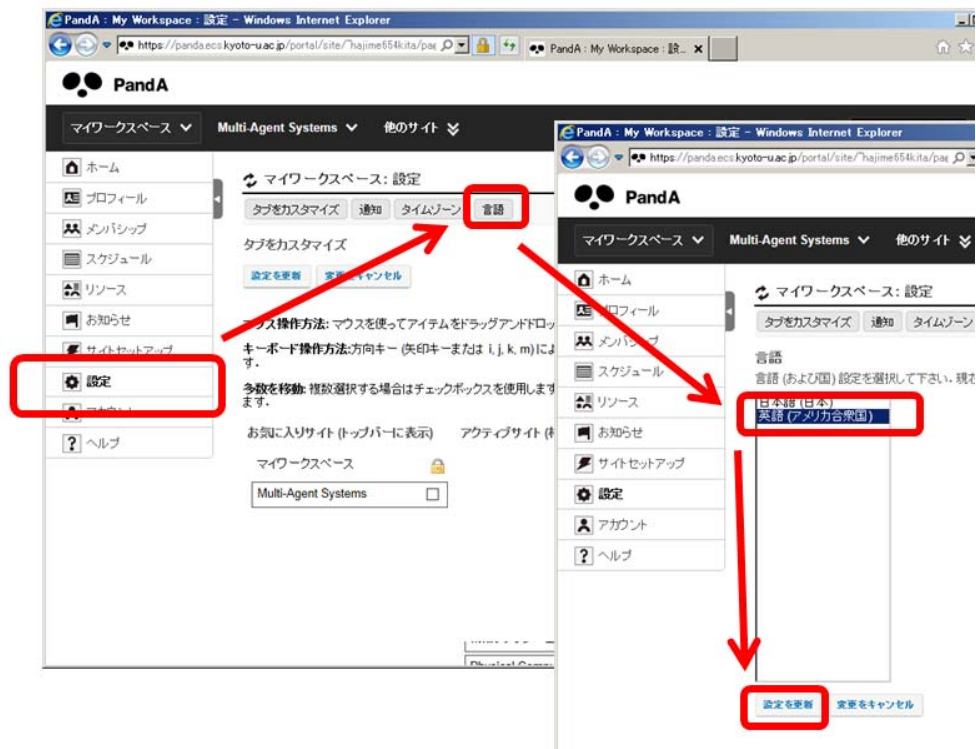 PandA : My Workspace : 設定 - Windows Internet Explorer
https://panda.ecs.kyoto-u.ac.jp/portal/site/~hajime654kita/pag
PandA : My Workspace : 設...
PandA
マイワークスペース
Multi-Agent Systems
他のサイト
ホーム
プロフィール
メンバシップ
スケジュール
リソース
お知らせ
サイトセットアップ
設定
アカウント
ヘルプ
マイワークスペース: 設定
タブをカスタマイズ 通知 タイムゾーン 言語
タブをカスタマイズ
設定を更新 変更をキャンセル
マウス操作方法: マウスを使ってアイテムをドラッグアンドドロッ
キーボード操作方法:方向キー (矢印キーまたは i, j, k, m)によ
す.
多数を移動: 複数選択する場合はチェックボックスを使用します
ます.
お気に入りサイト (トップバーに表示) アクティブサイト
マイワークスペース
Multi-Agent Systems
PandA : My Workspace : 設定 - Windows Internet Explorer
https://panda.ecs.kyoto-u.ac.jp/portal/site/~hajime654kita/pag
PandA
マイワークスペース
Multi-Agent Systems
他のサイト
ホーム
プロフィール
メンバシップ
スケジュール
リソース
お知らせ
サイトセットアップ
設定
アカウント
ヘルプ
マイワークスペース: 設定
タブをカスタマイズ 通知 タイムゾーン
言語
言語 (および国) 設定を選択して下さい. 現在
日本語 (日本)
英語 (アメリカ合衆国)
設定を更新 変更をキャンセル